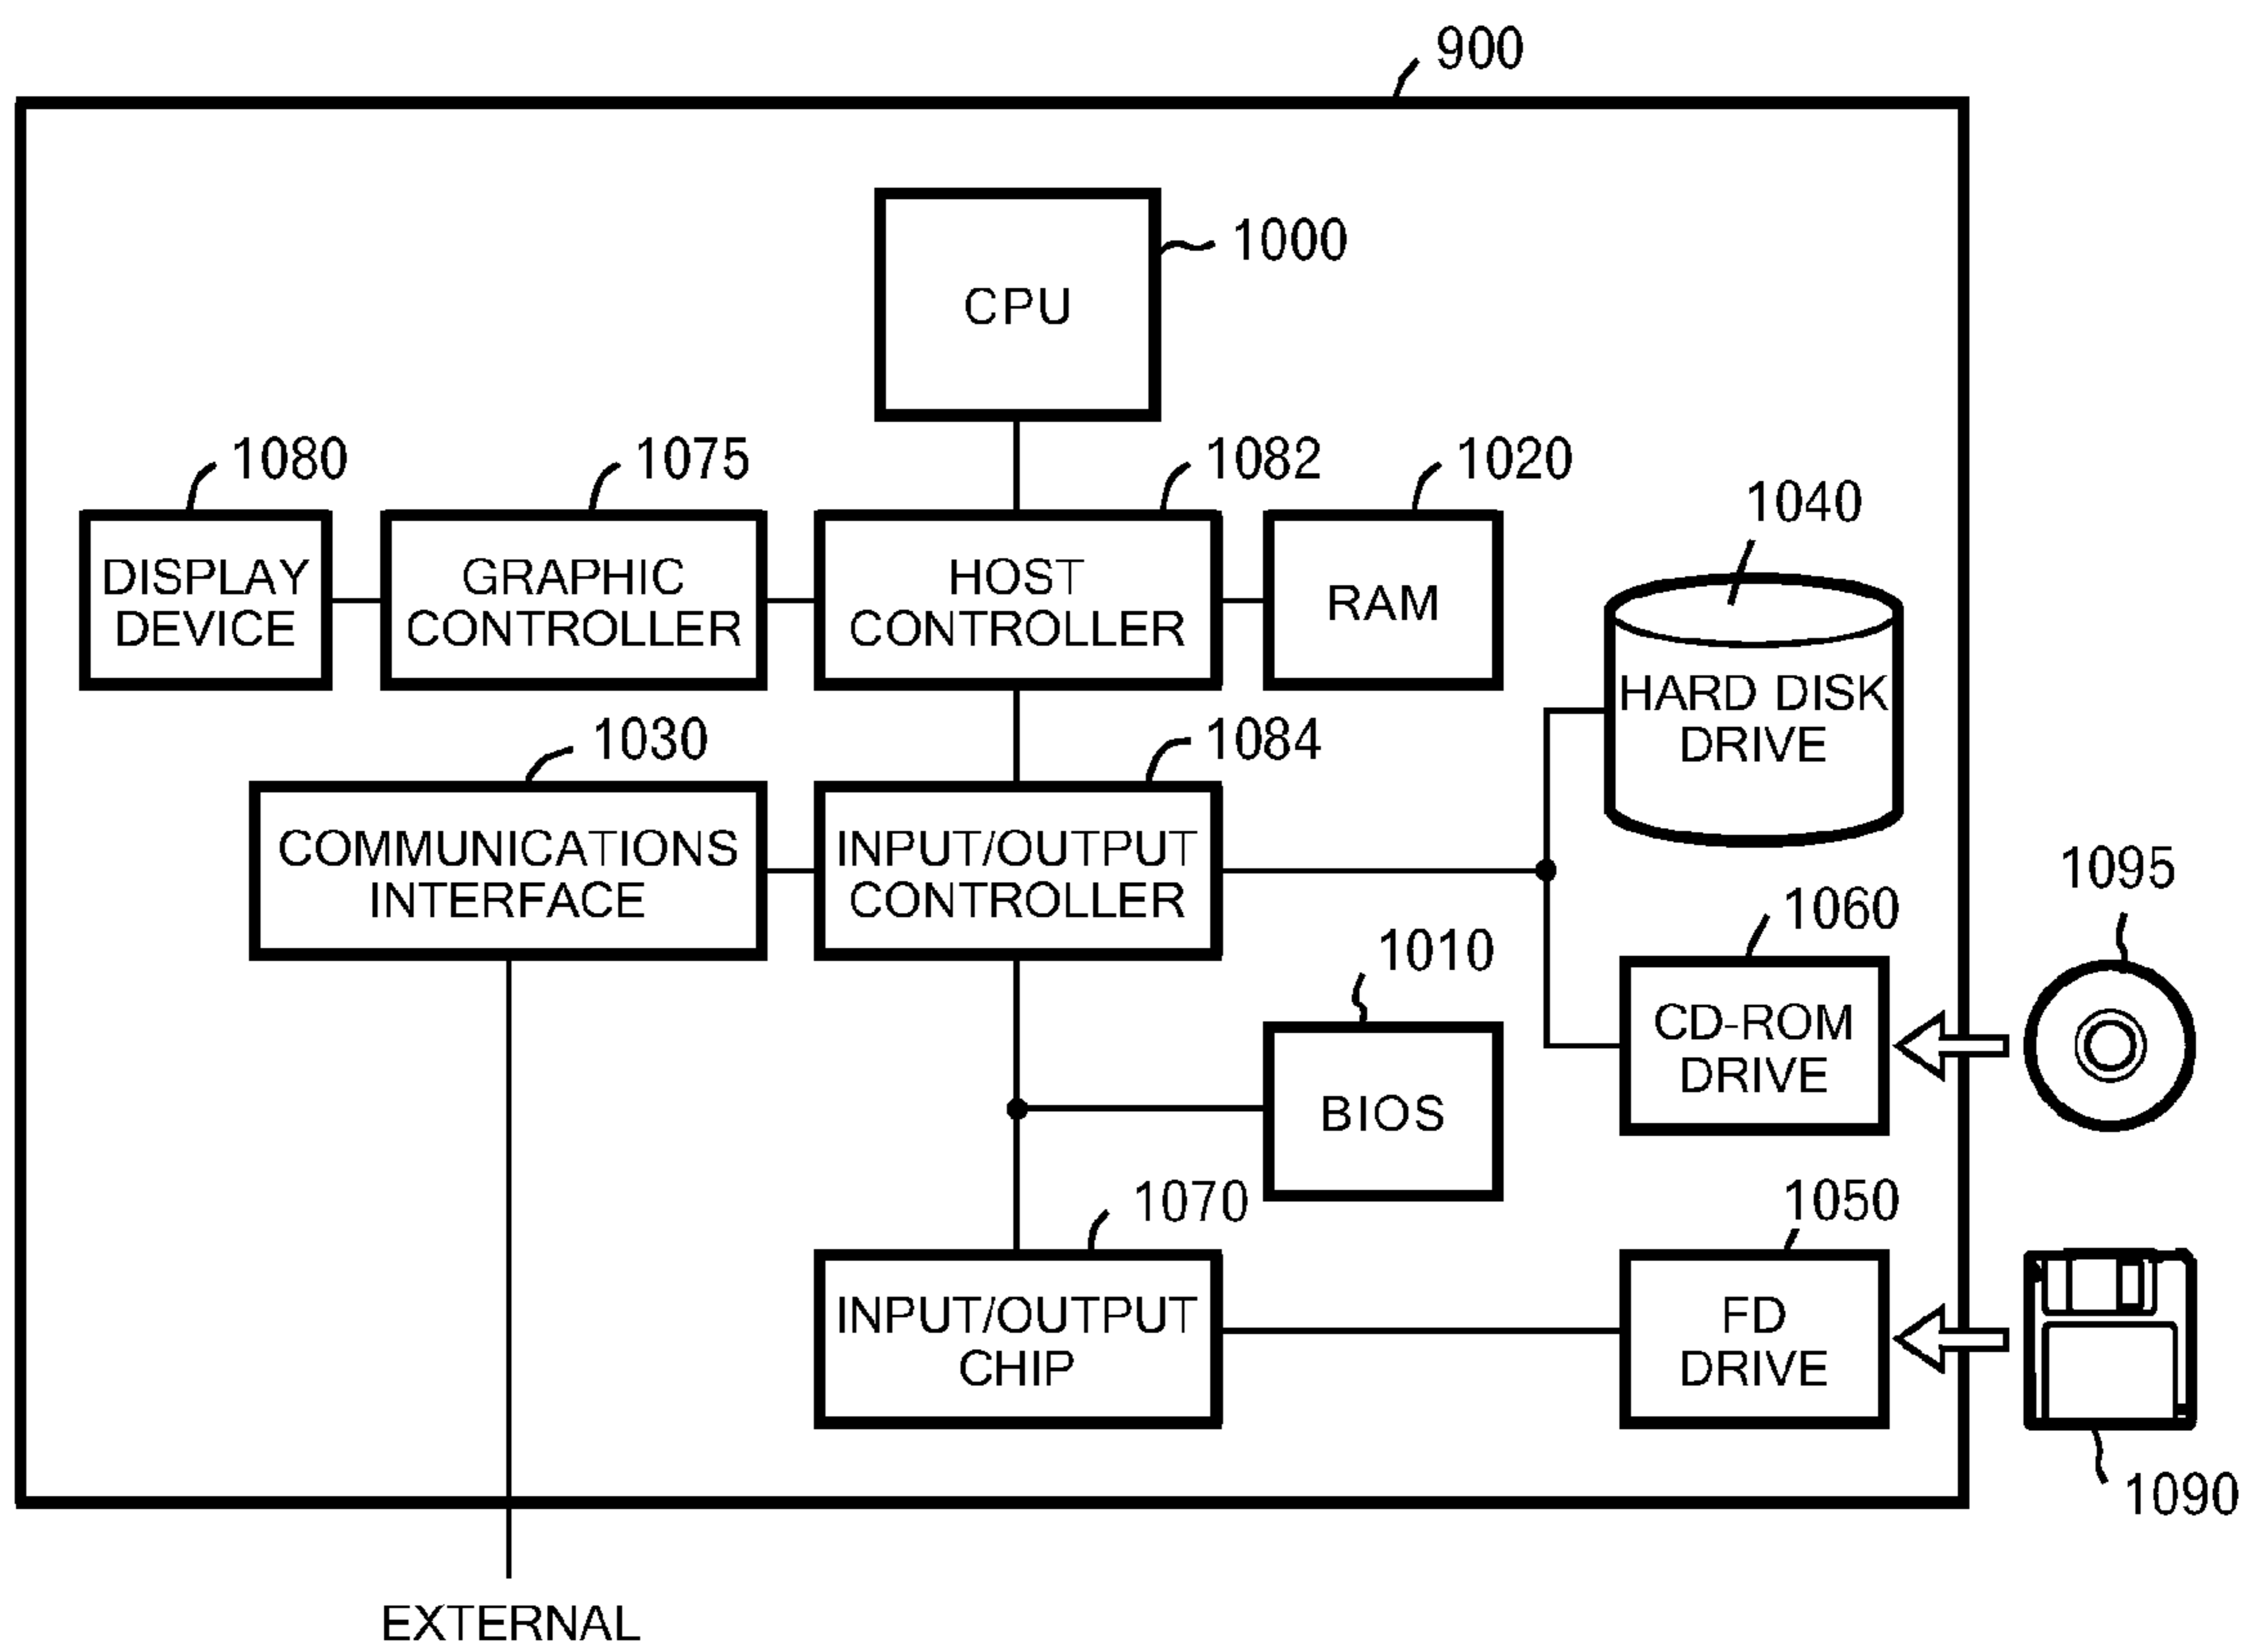 900
1000
CPU
1080
1075
1082
1020
1040
DISPLAY
DEVICE
GRAPHIC
CONTROLLER
HOST
CONTROLLER
RAM
HARD DISK
DRIVE
1030
1084
COMMUNICATIONS
INTERFACE
INPUT/OUTPUT
CONTROLLER
1095
1060
1010
CD-ROM
DRIVE
BIOS
1070
1050
INPUT/OUTPUT
CHIP
FD
DRIVE
1090
EXTERNAL